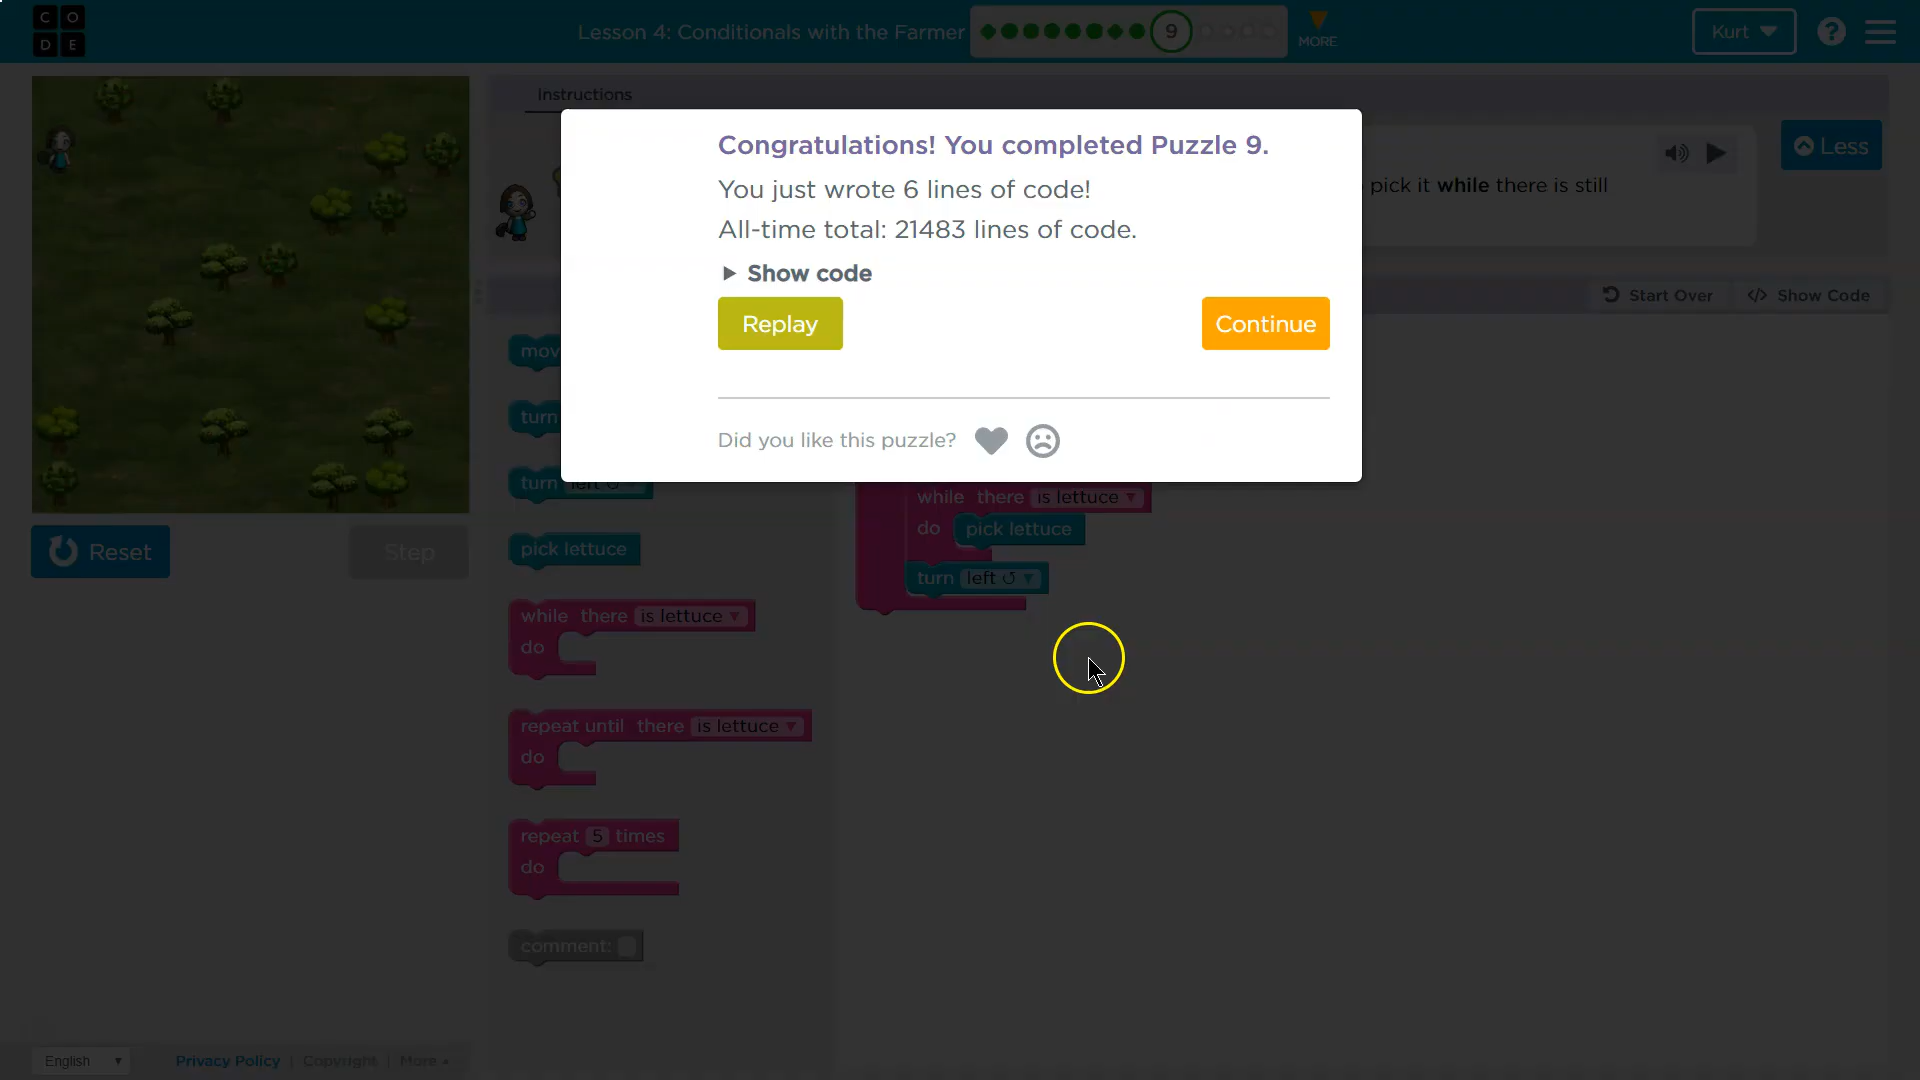 C O
D E
Lesson 4: Conditionals with the Farmer
9
MORE
Kurt
?
Instructions
Less
pick it while there is still
Congratulations! You completed Puzzle 9.
You just wrote 6 lines of code!
All-time total: 21483 lines of code.
Show code
Replay
Continue
Did you like this puzzle?
Start Over
Show Code
mov
turn
turn left
pick lettuce
while there is lettuce
do
repeat until there is lettuce
do
repeat 5 times
do
comment:
while there is lettuce
do pick lettuce
turn left
Reset
Step
English
Privacy Policy | Copyright | More